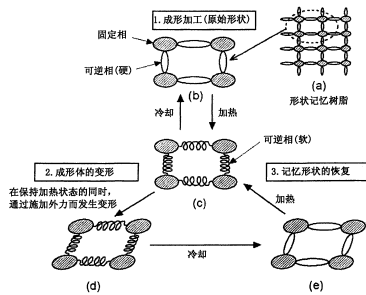 1. 成形加工(原始形状)
固定相
可逆相(硬)
(b)
(a)
形状记忆树脂
冷却
加热
可逆相(软)
2. 成形体的变形
在保持加热状态的同时,
通过施加外力而发生变形
3. 记忆形状的恢复
加热
(c)
冷却
(d)
(e)